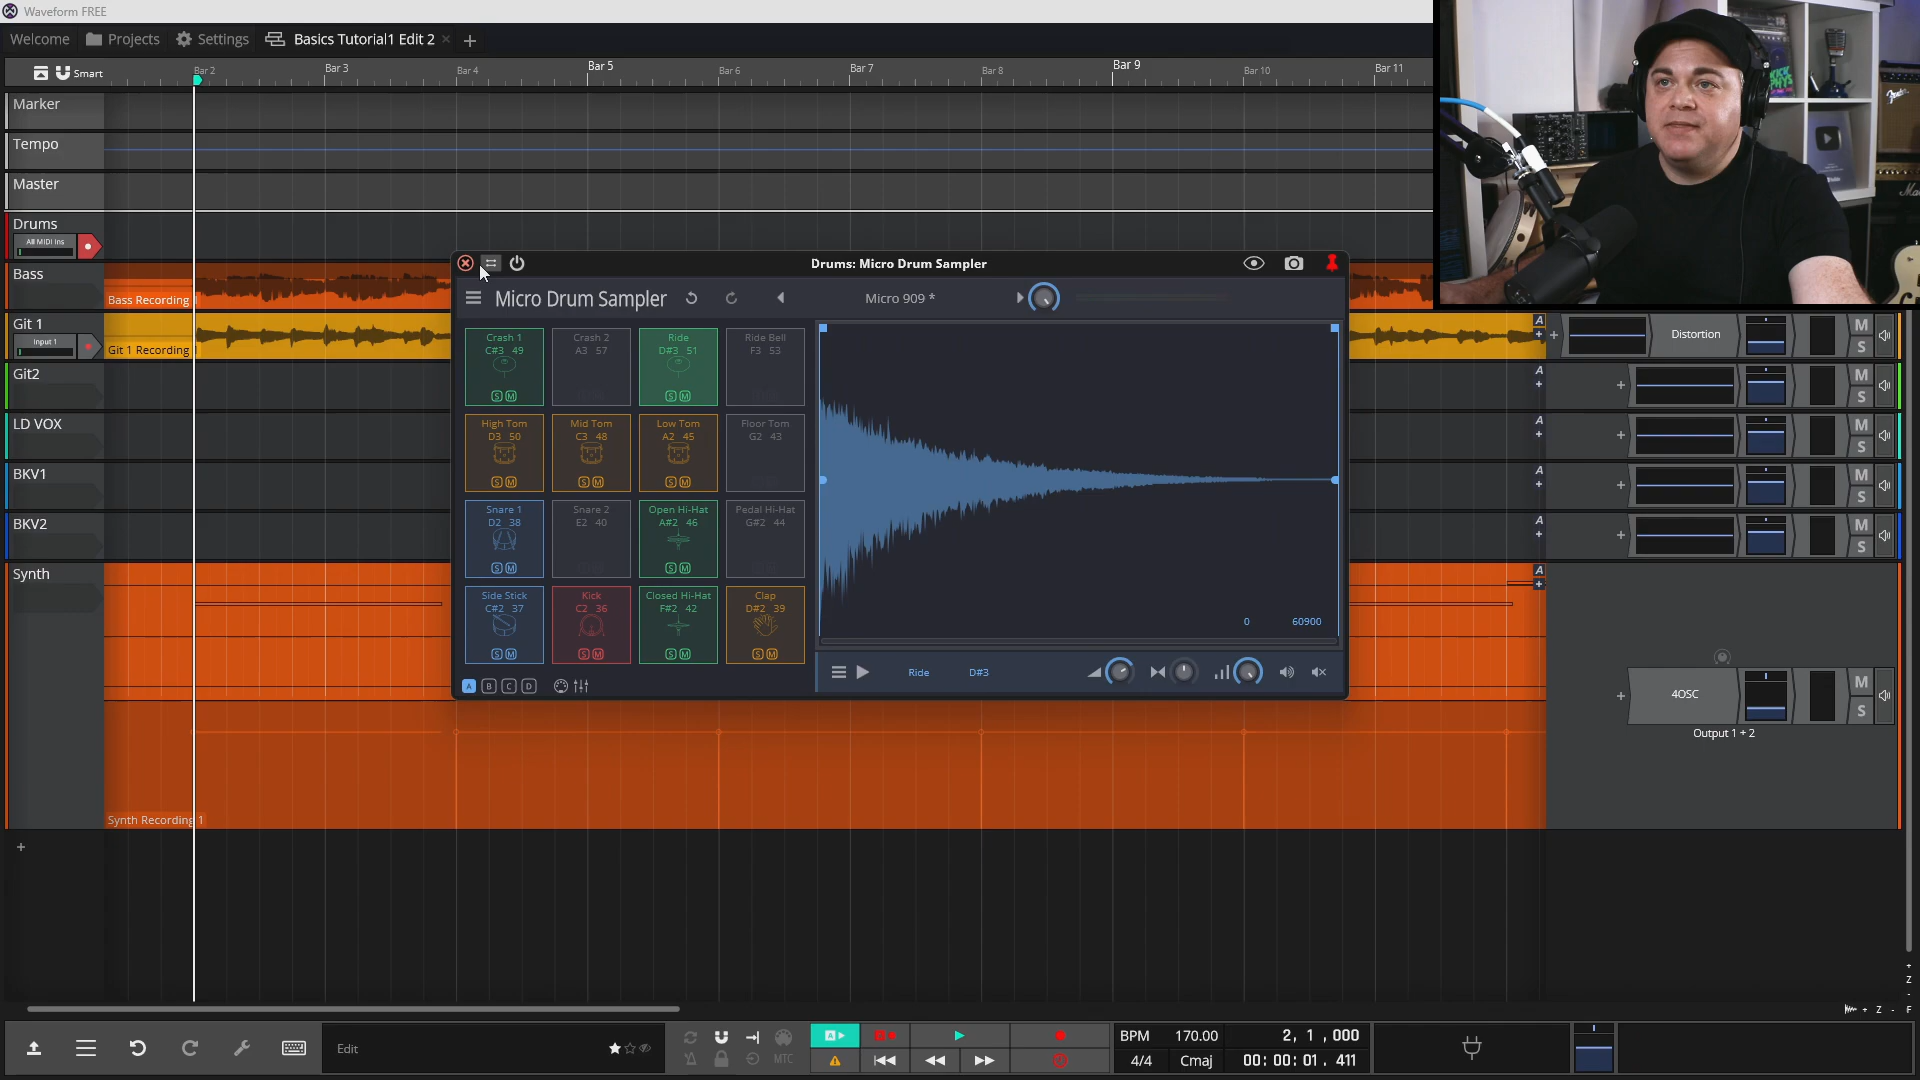 Waveform FREE
Welcome Projects Settings Basics Tutorial1 Edit 2 × +
Smart
Bar 2 Bar 3 Bar 4 Bar 5 Bar 6 Bar 7 Bar 8 Bar 9 Bar 10 Bar 11
Marker
Tempo
Master
Drums
All MIDI Ins
Bass
Bass Recording 1
Git 1
Input 1
Git 1 Recording
Git2
LD VOX
BKV1
BKV2
Synth
Synth Recording 1
Drums: Micro Drum Sampler
Micro Drum Sampler
Micro 909 *
Crash 1 Crash 2 Ride Ride Bell
C#3 49 A3 57 D#3 51 F3 53
S M S M
High Tom Mid Tom Low Tom Floor Tom
D3 50 C3 48 A2 45 G2 43
S M S M S M
Snare 1 Snare 2 Open Hi-Hat Pedal Hi-Hat
D2 38 E2 40 A#2 46 G#2 44
S M S M
Side Stick Kick Closed Hi-Hat Clap
C#2 37 C2 36 F#2 42 D#2 39
S M S M S M S M
A B C D
0 60900
Ride D#3
A
Distortion
M
S
A
M
S
A
M
S
A
M
S
A
M
S
A
4OSC
M
S
Output 1 + 2
Fender
Z
Z - F
Edit
MTC
A
BPM 170.00 2, 1, 000
4/4 Cmaj 00: 00: 01. 411